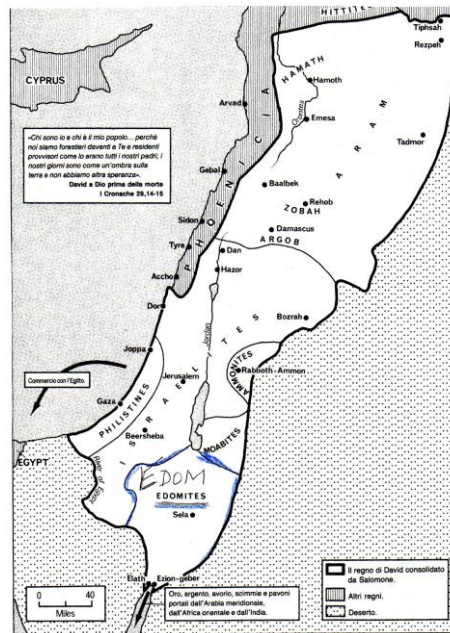 HITTITES
Tiphsah
Rezpeh
CYPRUS
HAMATH
Hamoth
Arvad
Orontes
Emesa
«Chi sono io e chi è il mio popolo... perché
noi siamo forestieri davanti a Te e residenti
provvisori come lo erano tutti i nostri padri; i
nostri giorni sono come un'ombra sulla
terra e non abbiamo altra speranza».
David a Dio prima della morte
I Cronache 29,14-15
Tadmor
ARAM
Gebal
PHOENICIA
Baalbek
Rehob
ZOBAH
Sidon
Damascus
Tyre
ARGOB
Dan
Accho
Hazor
Dor
Bozrah
Jordan
Joppa
ISRAELITES
AMMONITES
Rabboth-Ammon
Commercio con l'Egitto.
Jerusalem
Gaza
PHILISTINES
Beersheba
MOABITES
EGYPT
River of Egypt
EDOM
EDOMITES
Sela
Elath
Ezion-geber
Oro, argento, avorio, scimmie e pavoni
portati dall'Arabia meridionale,
dall'Africa orientale e dall'India.
0 40
Miles
Il regno di David consolidato
da Salomone.
Altri regni.
Deserto.